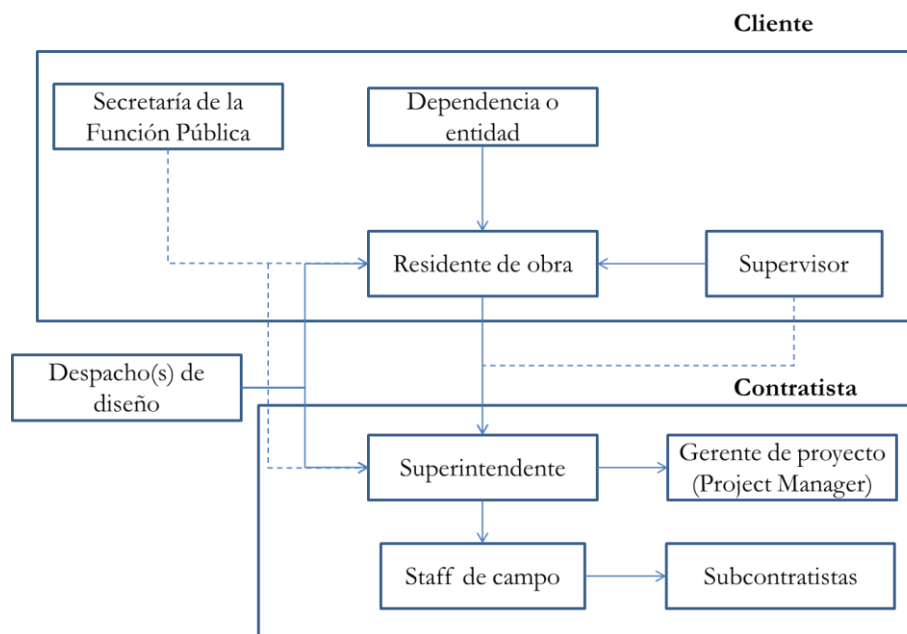 Cliente
Secretaría de la
Función Pública
Dependencia o
entidad
Residente de obra
Supervisor
Despacho(s) de
diseño
Contratista
Superintendente
Gerente de proyecto
(Project Manager)
Staff de campo
Subcontratistas